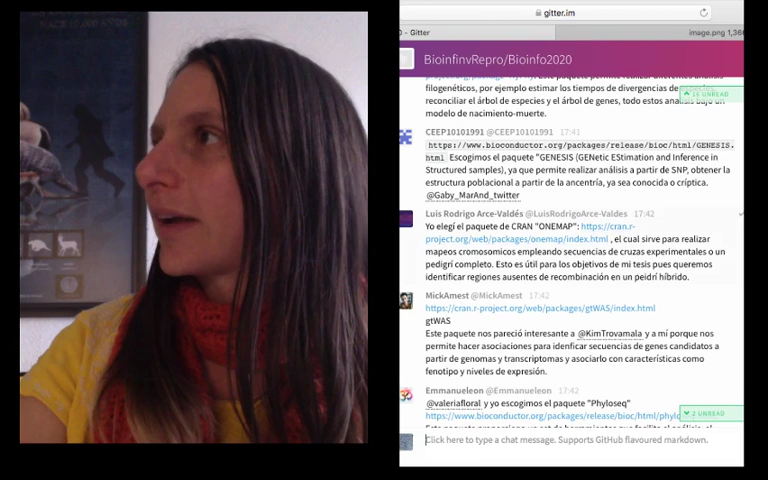 HACE 10,000 AÑOS
gitter.im
0 - Gitter
image.png 1,36
BioinfinvRepro/Bioinfo2020
filogenéticos, por ejemplo estimar los tiempos de divergencias de especies,
16 UNREAD
reconciliar el árbol de especies y el árbol de genes, todo estos analisis bajo un
modelo de nacimiento-muerte.
CEEP10101991 @CEEP10101991 17:41
https://www.bioconductor.org/packages/release/bioc/html/GENESIS.
html Escogimos el paquete "GENESIS (GENetic EStimation and Inference in
Structured samples), ya que permite realizar análisis a partir de SNP, obtener la
estructura poblacional a partir de la ancentría, ya sea conocida o críptica.
@Gaby_MarAnd_twitter
Luis Rodrigo Arce-Valdés @LuisRodrigoArce-Valdes 17:42
Yo elegí el paquete de CRAN "ONEMAP": https://cran.r-
project.org/web/packages/onemap/index.html , el cual sirve para realizar
mapeos cromosomicos empleando secuencias de cruzas experimentales o un
pedigrí completo. Esto es útil para los objetivos de mi tesis pues queremos
identificar regiones ausentes de recombinación en un peidrí híbrido.
MickAmest @MickAmest 17:42
https://cran.r-project.org/web/packages/gtWAS/index.html
gtWAS
Este paquete nos pareció interesante a @KimTrovamala y a mí porque nos
permite hacer asociaciones para idenficar secuencias de genes candidatos a
partir de genomas y transcriptomas y asociarlo con características como
fenotipo y niveles de expresión.
Emmanueleon @Emmanueleon 17:42
@valeriafloral y yo escogimos el paquete "Phyloseq"
https://www.bioconductor.org/packages/release/bioc/html/phylo
2 UNREAD
Click here to type a chat message. Supports GitHub flavoured markdown.